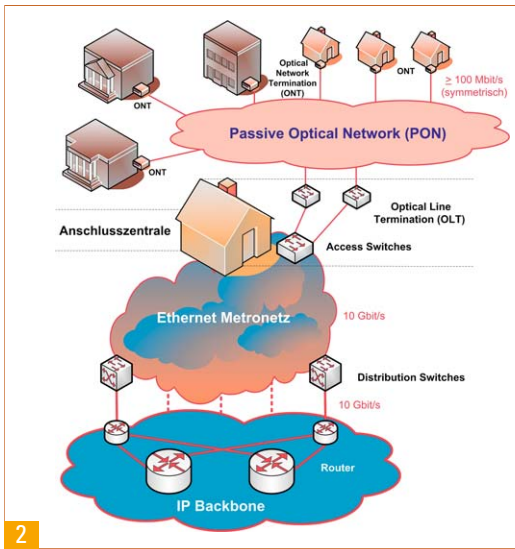 Optical
Network
Termination
(ONT)
ONT
≥ 100 Mbit/s
(symmetrisch)
ONT
Passive Optical Network (PON)
ONT
Optical Line
Termination (OLT)
Anschlusszentrale
Access Switches
Ethernet Metronetz
10 Gbit/s
Distribution Switches
10 Gbit/s
Router
IP Backbone
2